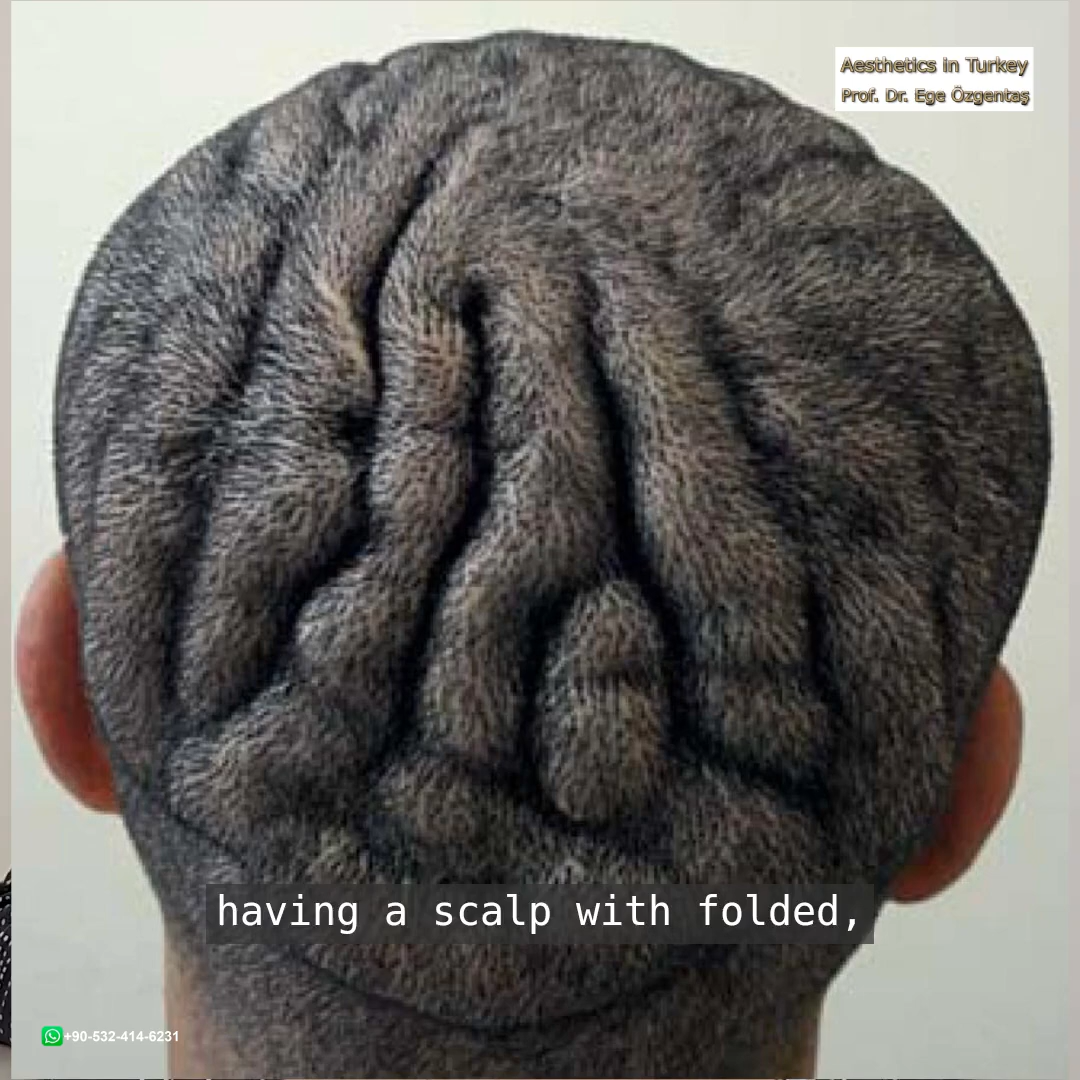 Aesthetics in Turkey
Prof. Dr. Ege Özgentaş
having a scalp with folded,
+90-532-414-6231